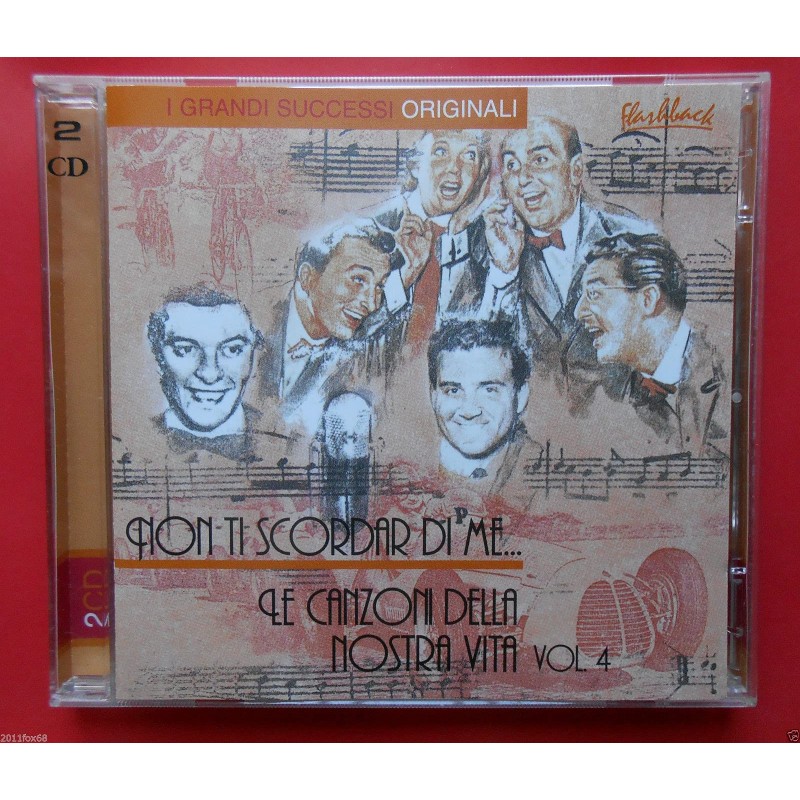 I GRANDI SUCCESSI ORIGINALI
flashback
2
CD
NON TI SCORDAR DI ME...
LE CANZONI DELLA
NOSTRA VITA VOL. 4
2CD
2011fox68